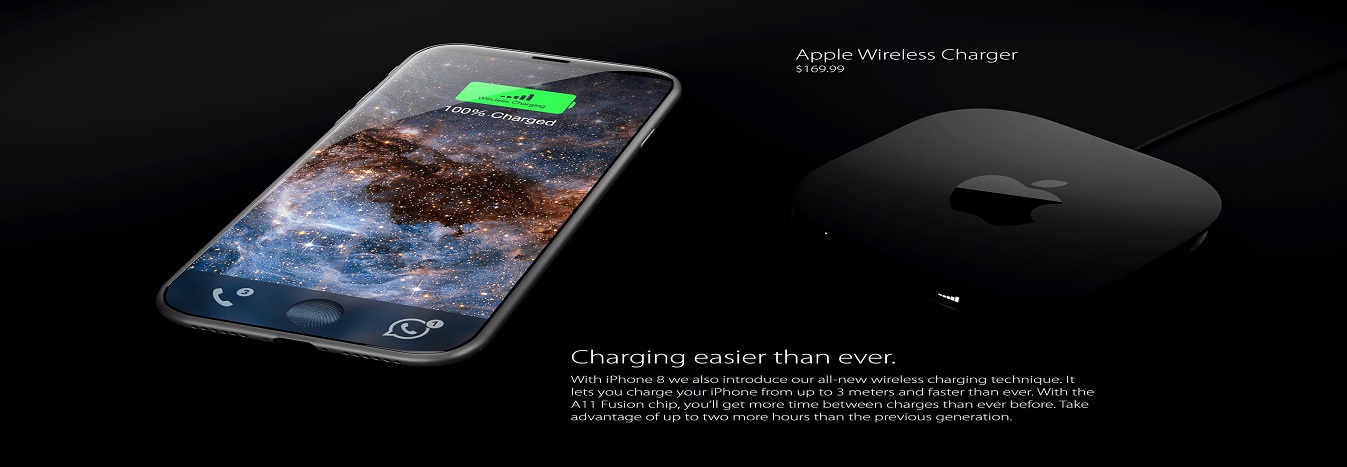 Wireless Charging
100% Charged
3
1
Apple Wireless Charger
$169.99
Charging easier than ever.
With iPhone 8 we also introduce our all-new wireless charging technique. It
lets you charge your iPhone from up to 3 meters and faster than ever. With the
A11 Fusion chip, you'll get more time between charges than ever before. Take
advantage of up to two more hours than the previous generation.